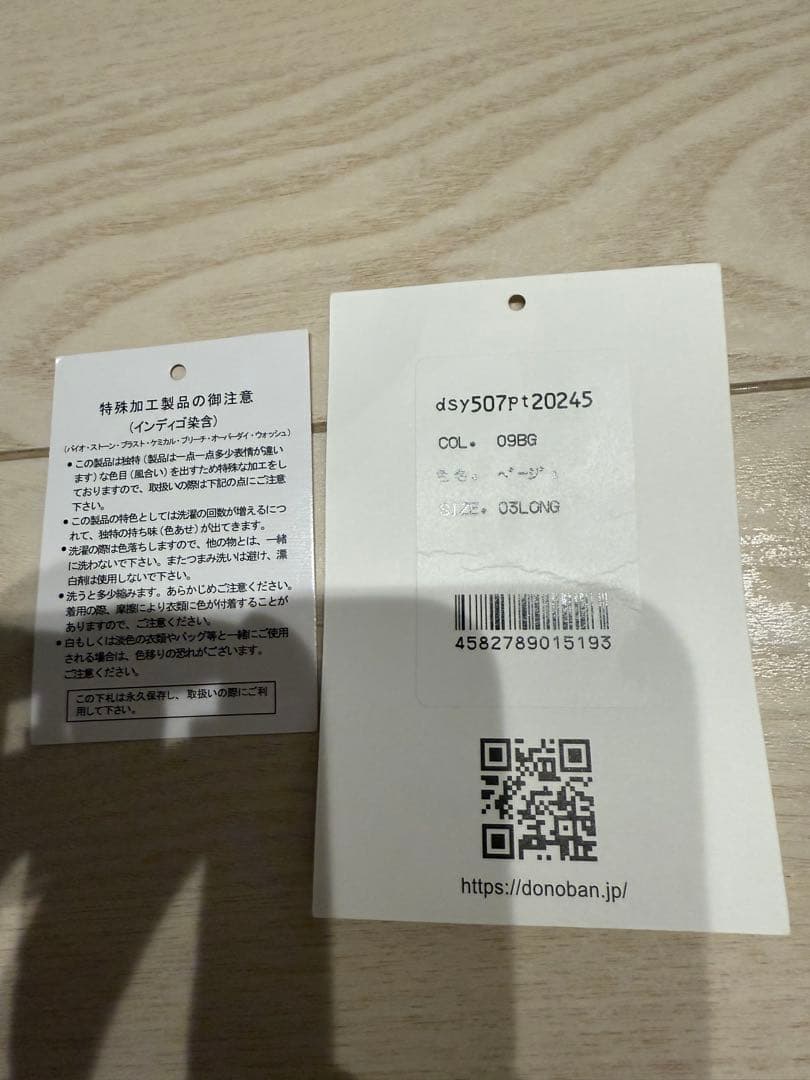 特殊加工製品の御注意
(インディゴ染含)
(バイオ・ストーン・ブラスト・ケミカル・ブリーチ・オーバーダイ・ウォッシュ)
●この製品は独特(製品は一点一点多少表情が違い
ます)な色目(風合い)を出すため特殊な加工をし
ておりますので、取扱いの際は下記の点にご注意
下さい。
●この製品の特色としては洗濯の回数が増えるにつ
れて、独特の持ち味(色あせ)が出てきます。
●洗濯の際は色落ちしますので、他の物とは、一緒
に洗わないで下さい。またつまみ洗いは避け、漂
白剤は使用しないで下さい。
●洗うと多少縮みます。あらかじめご注意ください。
着用の際、摩擦により衣類に色が付着することが
ありますので、ご注意ください。
●白もしくは淡色の衣類やバッグ等と一緒にご使用
される場合は、色移りの恐れがございます。
ご注意ください。
この下札は永久保存し、取扱いの際にご利
用して下さい。
dsy507pt20245
COL. 09BG
ベージュ
SIZE. 03LONG
4582789015193
https://donoban.jp/